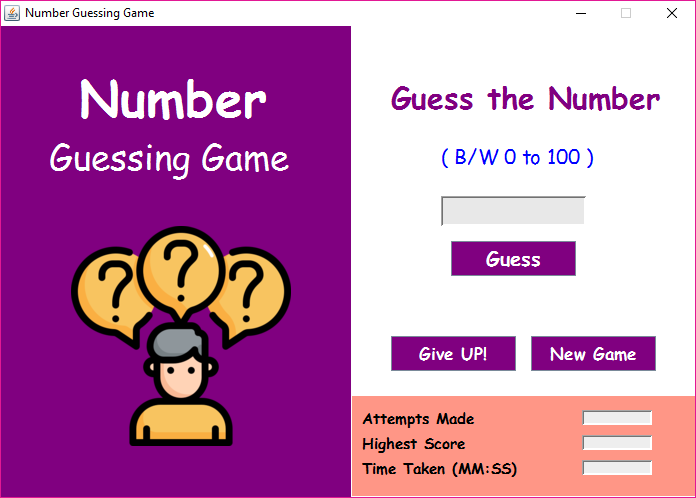 Number Guessing Game
Number
Guessing Game
? ? ?
Guess the Number
( B/W 0 to 100 )
Guess
Give UP!
New Game
Attempts Made
Highest Score
Time Taken (MM:SS)